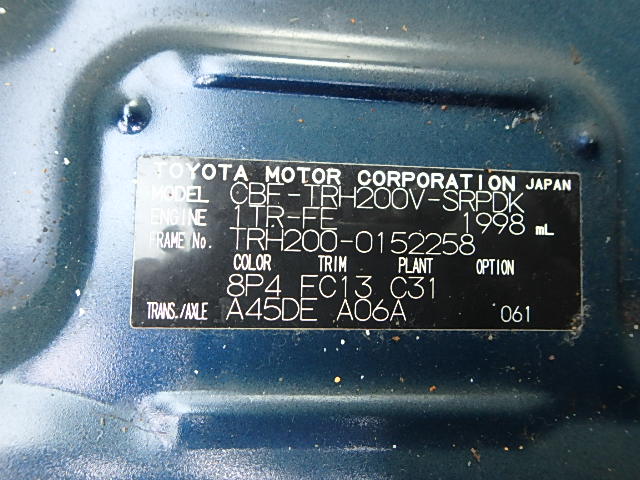 TOYOTA MOTOR CORPORATION JAPAN
MODEL CBF-TRH200V-SRPDK
ENGINE 1TR-FE 1998 mL
FRAME No. TRH200-0152258
COLOR TRIM PLANT OPTION
8P4 FC13 C31
TRANS./AXLE A45DE A06A 061